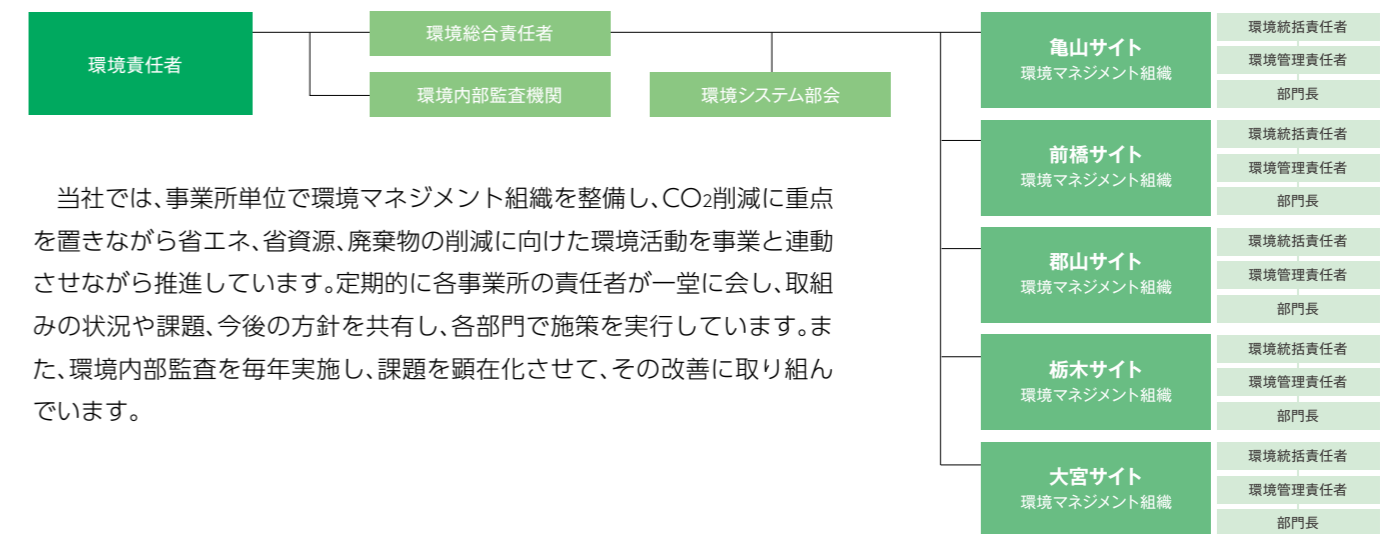 環境責任者
環境総合責任者
環境内部監査機関
環境システム部会
亀山サイト
環境マネジメント組織
環境統括責任者
環境管理責任者
部門長
前橋サイト
環境マネジメント組織
環境統括責任者
環境管理責任者
部門長
郡山サイト
環境マネジメント組織
環境統括責任者
環境管理責任者
部門長
栃木サイト
環境マネジメント組織
環境統括責任者
環境管理責任者
部門長
大宮サイト
環境マネジメント組織
環境統括責任者
環境管理責任者
部門長
当社では、事業所単位で環境マネジメント組織を整備し、CO2削減に重点
を置きながら省エネ、省資源、廃棄物の削減に向けた環境活動を事業と連動
させながら推進しています。定期的に各事業所の責任者が一堂に会し、取組
みの状況や課題、今後の方針を共有し、各部門で施策を実行しています。ま
た、環境内部監査を毎年実施し、課題を顕在化させて、その改善に取り組ん
でいます。